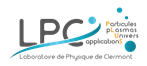 LPC
Particules
pLasmas
Univers
applicationS
Laboratoire de Physique de Clermont